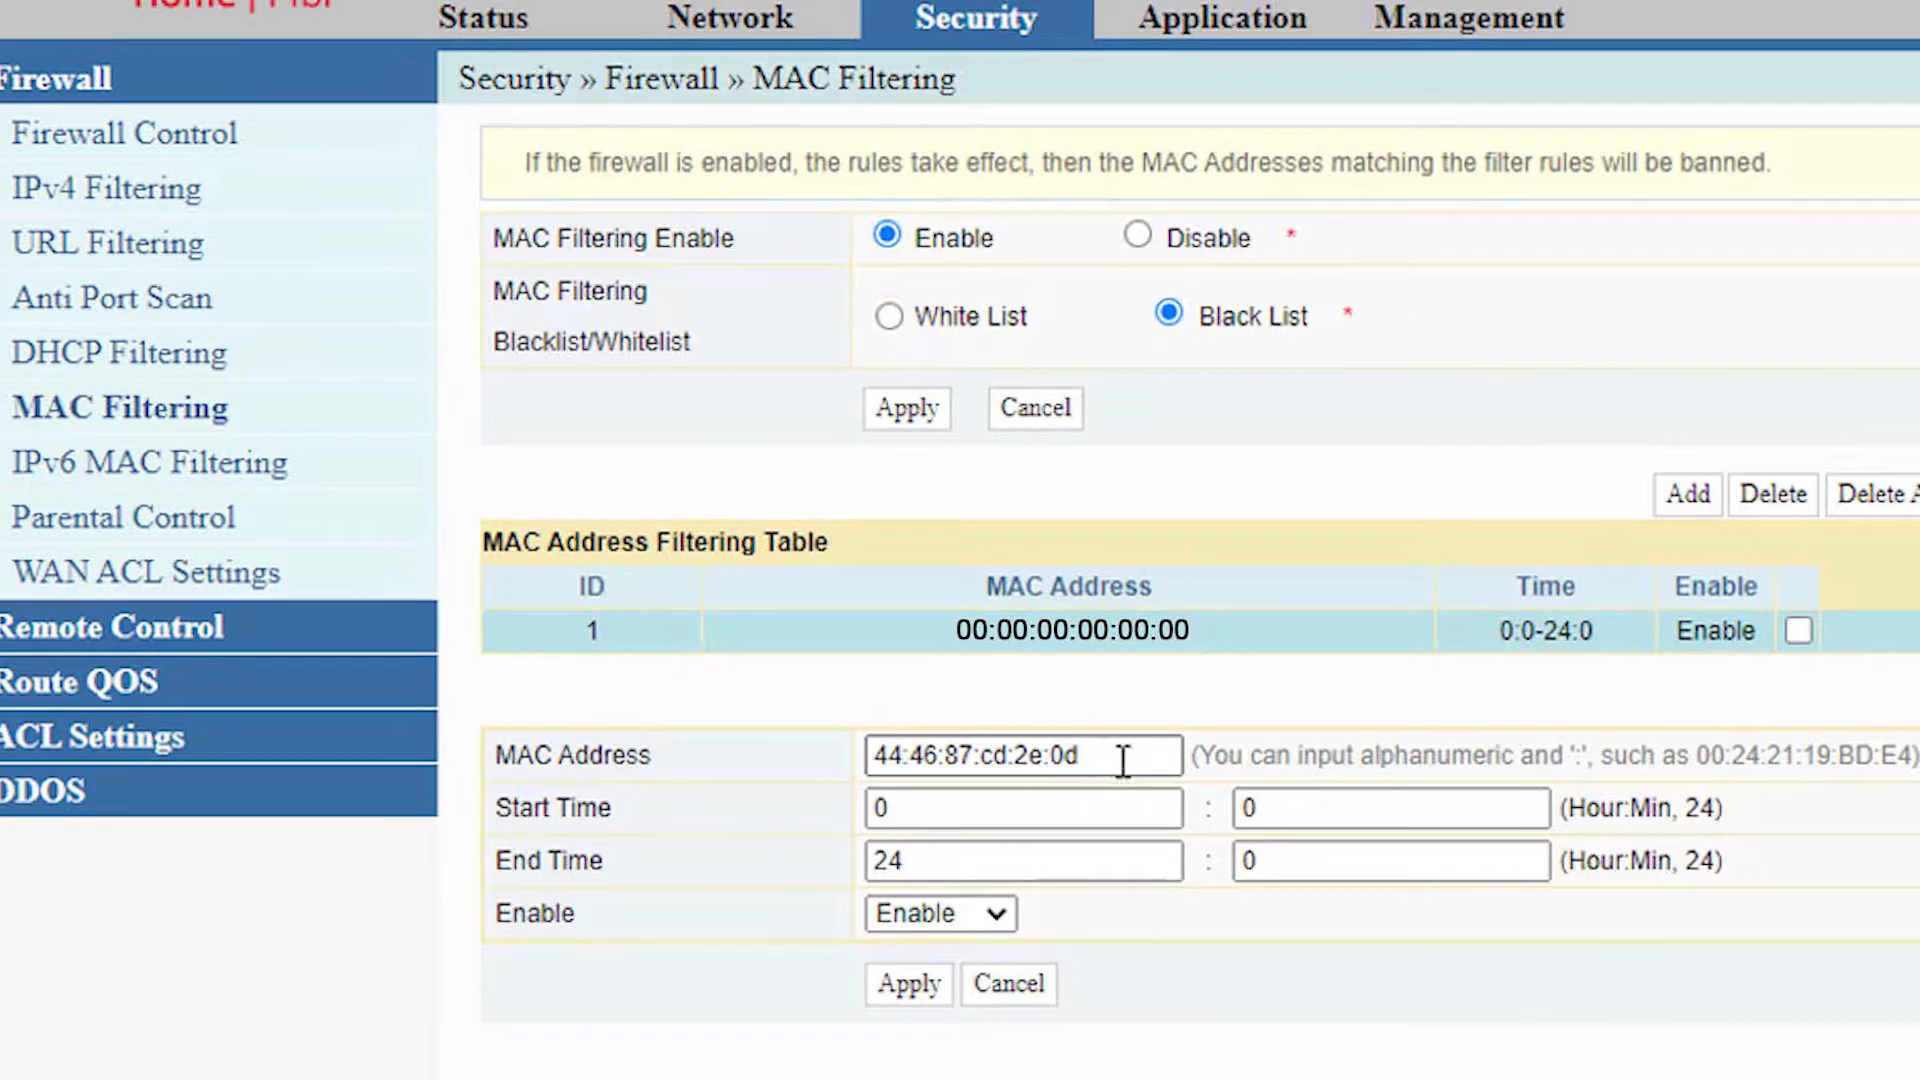 Status Network Security Application Management
Firewall
Security » Firewall » MAC Filtering
Firewall Control
IPv4 Filtering
URL Filtering
Anti Port Scan
DHCP Filtering
MAC Filtering
IPv6 MAC Filtering
Parental Control
WAN ACL Settings
Remote Control
Route QOS
ACL Settings
DDOS
If the firewall is enabled, the rules take effect, then the MAC Addresses matching the filter rules will be banned.
MAC Filtering Enable Enable Disable *
MAC Filtering
Blacklist/Whitelist White List Black List *
Apply Cancel
Add Delete Delete A
MAC Address Filtering Table
ID MAC Address Time Enable
1 00:00:00:00:00:00 0:0-24:0 Enable
MAC Address 44:46:87:cd:2e:0d (You can input alphanumeric and ':', such as 00:24:21:19:BD:E4)
Start Time 0 : 0 (Hour:Min, 24)
End Time 24 : 0 (Hour:Min, 24)
Enable Enable
Apply Cancel